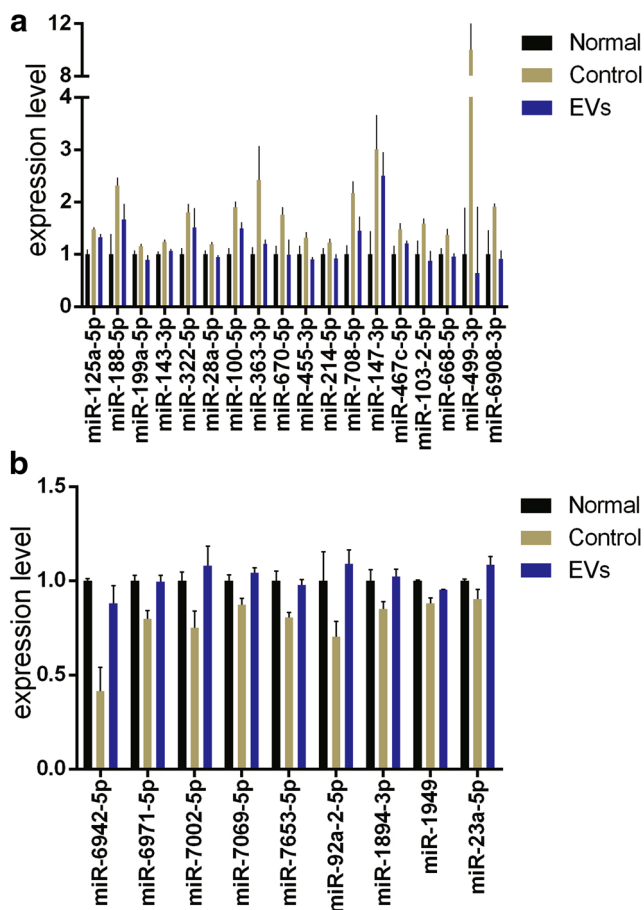 a
expression level
12
8
4
3
2
1
0
Normal
Control
EVs
miR-125a-5p
miR-188-5p
miR-199a-5p
miR-143-3p
miR-322-5p
miR-28a-5p
miR-100-5p
miR-363-3p
miR-670-5p
miR-455-3p
miR-214-5p
miR-708-5p
miR-147-3p
miR-467c-5p
miR-103-2-5p
miR-668-5p
miR-499-3p
miR-6908-3p
b
expression level
1.5
1.0
0.5
0.0
Normal
Control
EVs
miR-6942-5p
miR-6971-5p
miR-7002-5p
miR-7069-5p
miR-7653-5p
miR-92a-2-5p
miR-1894-3p
miR-1949
miR-23a-5p